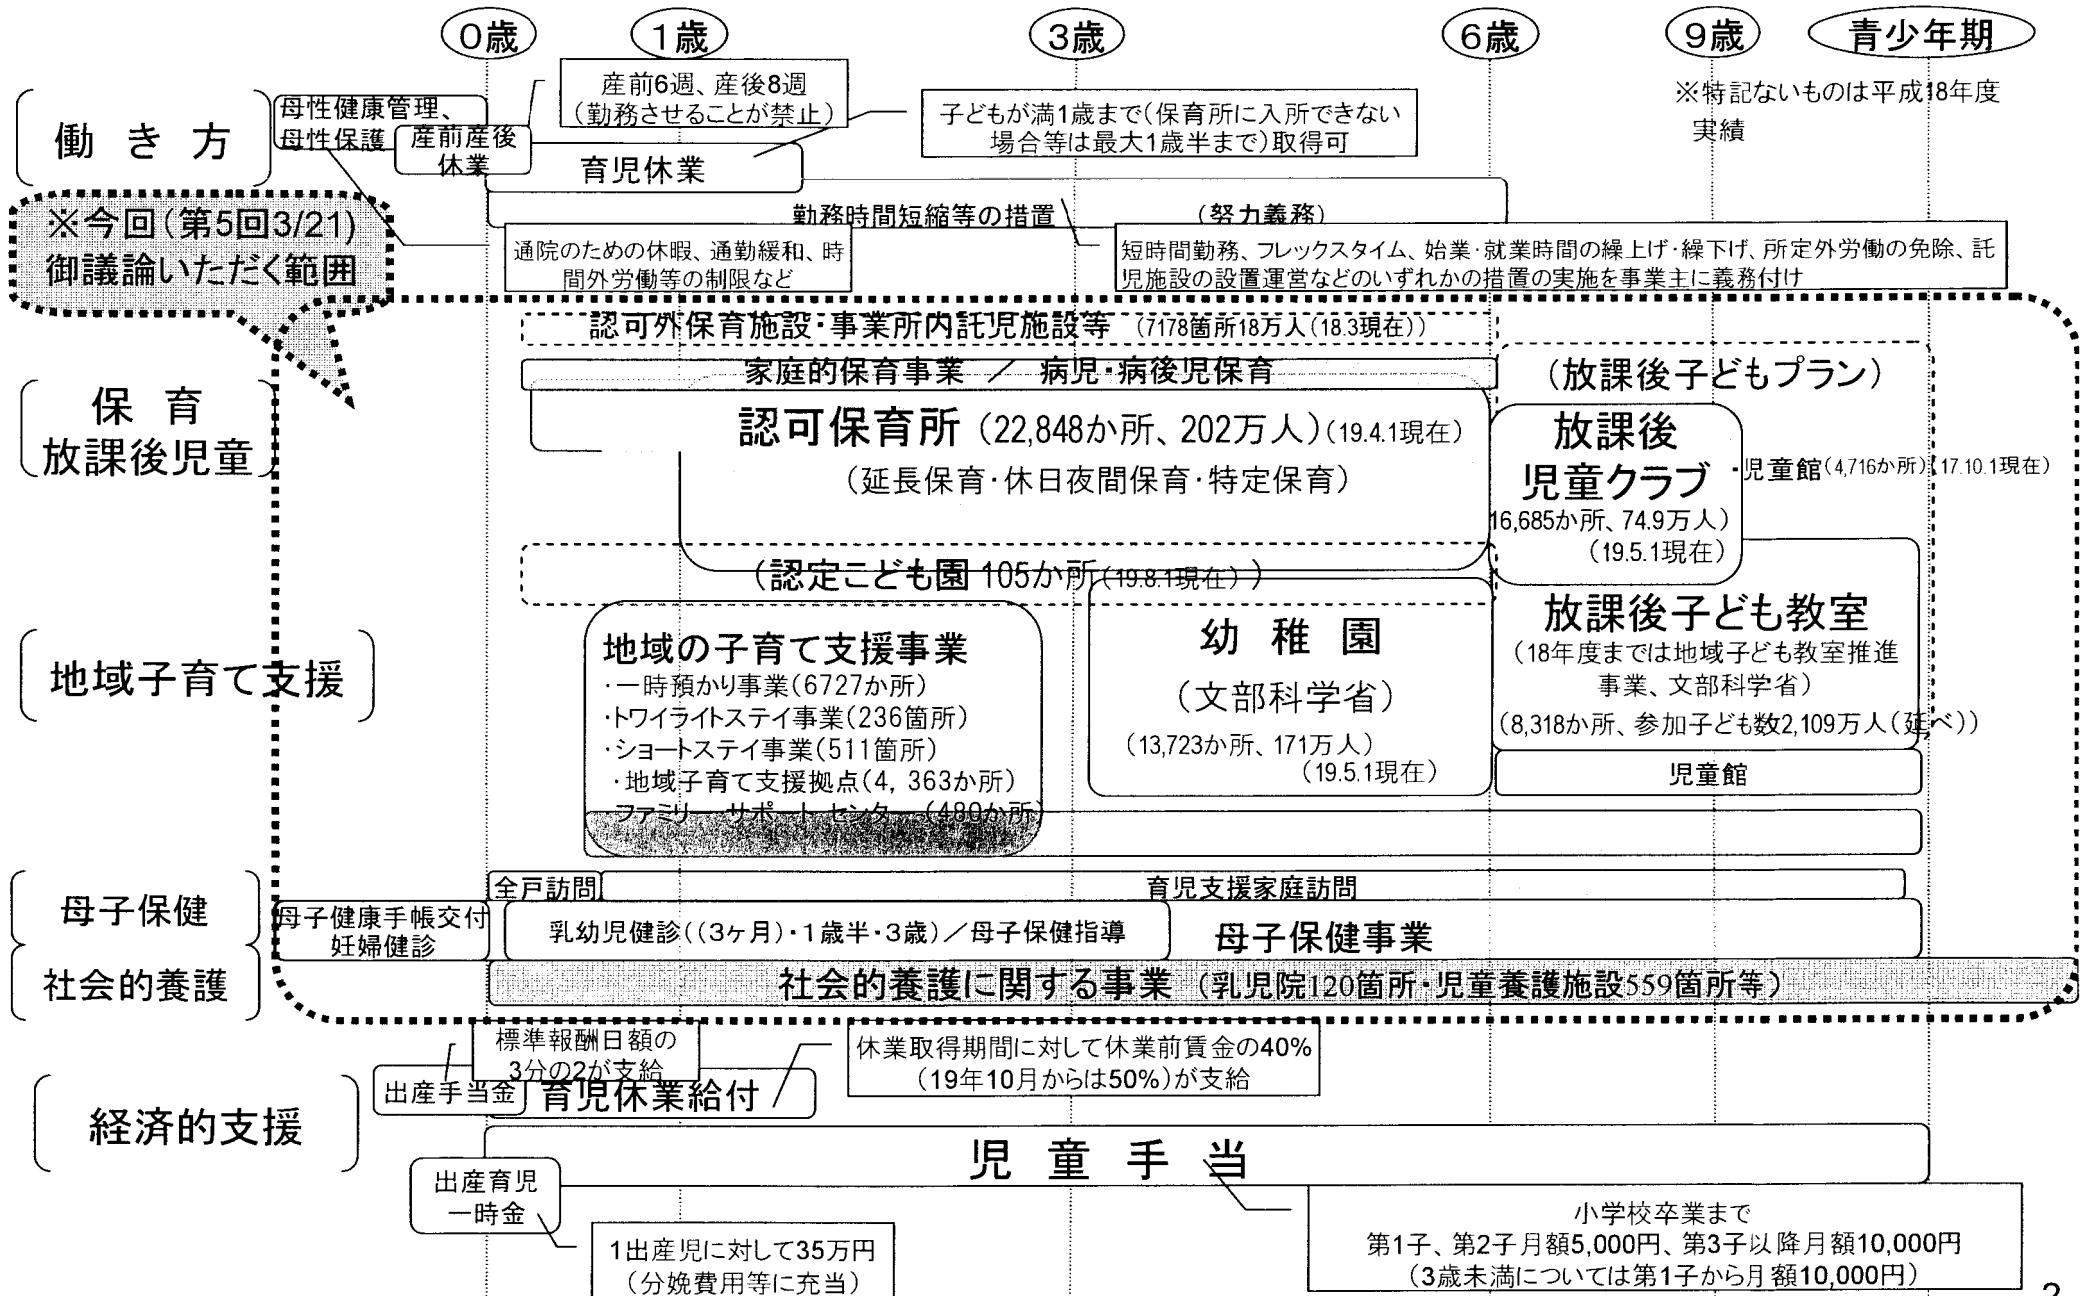 0歳
1歳
3歳
6歳
9歳
青少年期
※特記ないものは平成18年度
実績
働き方
母性健康管理、
母性保護
産前産後
休業
産前6週、産後8週
（勤務させることが禁止）
育児休業
子どもが満1歳まで（保育所に入所できない
場合等は最大1歳半まで）取得可
勤務時間短縮等の措置　（努力義務）
※今回（第5回3/21）
御議論いただく範囲
通院のための休暇、通勤緩和、時
間外労働等の制限など
短時間勤務、フレックスタイム、始業・就業時間の繰上げ・繰下げ、所定外労働の免除、託
児施設の設置運営などのいずれかの措置の実施を事業主に義務付け
認可外保育施設・事業所内託児施設等（7178箇所18万人（18.3現在））
家庭的保育事業　／　病児・病後児保育
（放課後子どもプラン）
保育
放課後児童
認可保育所（22,848か所、202万人）（19.4.1現在）
（延長保育・休日夜間保育・特定保育）
放課後
児童クラブ
16,685か所、74.9万人）
（19.5.1現在）
・児童館（4,716か所）（17.10.1現在）
（認定こども園 105か所（19.8.1現在））
地域子育て支援
地域の子育て支援事業
・一時預かり事業（6727か所）
・トワイライトステイ事業（236箇所）
・ショートステイ事業（511箇所）
・地域子育て支援拠点（4，363か所）
ファミリーサポートセンター（480か所
幼稚園
（文部科学省）
（13,723か所、171万人）
（19.5.1現在）
放課後子ども教室
（18年度までは地域子ども教室推進
事業、文部科学省）
（8,318か所、参加子ども数2,109万人（延べ））
児童館
母子保健
全戸訪問
育児支援家庭訪問
母子健康手帳交付
妊婦健診
乳幼児健診（（3ヶ月）・1歳半・3歳）／母子保健指導
母子保健事業
社会的養護
社会的養護に関する事業（乳児院120箇所・児童養護施設559箇所等）
経済的支援
標準報酬日額の
3分の2が支給
出産手当金
育児休業給付
休業取得期間に対して休業前賃金の40%
（19年10月からは50%）が支給
児童手当
出産育児
一時金
1出産児に対して35万円
（分娩費用等に充当）
小学校卒業まで
第1子、第2子月額5,000円、第3子以降月額10,000円
（3歳未満については第1子から月額10,000円）
2